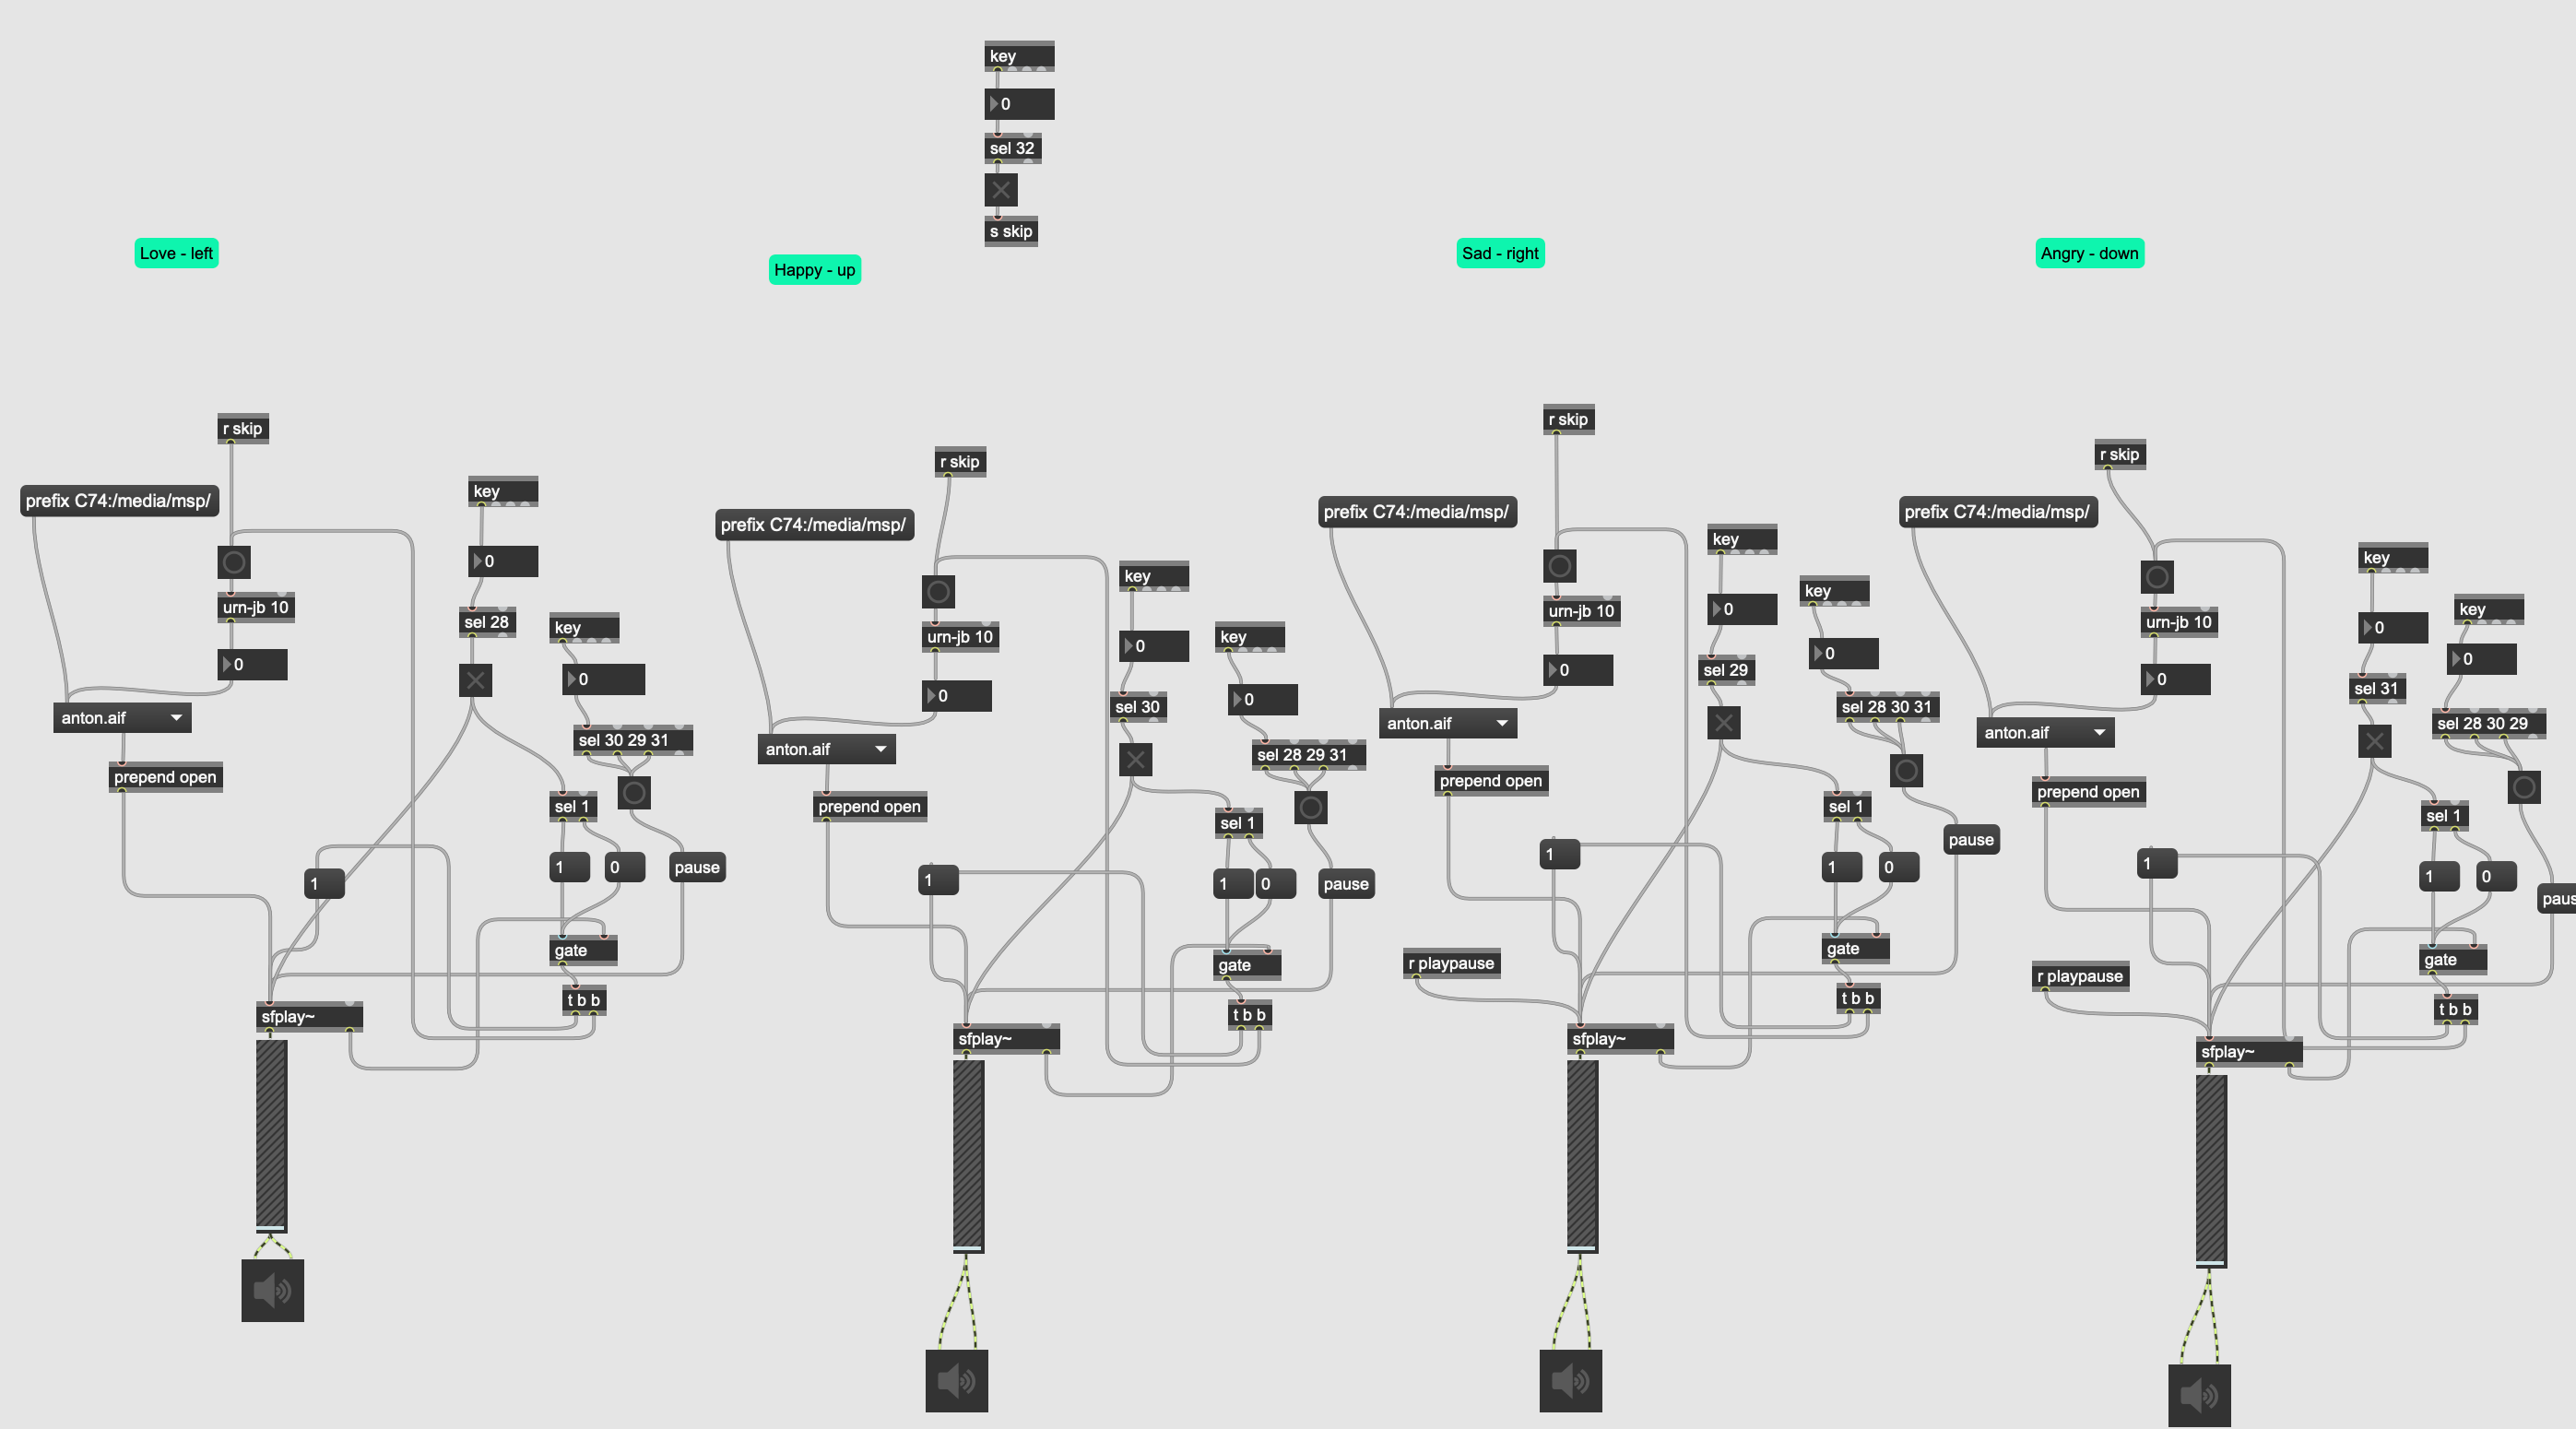 key
0
sel 32
s skip
Love - left
r skip
prefix C74:/media/msp/
key
0
urn-jb 10
sel 28
key
0
0
anton.aif
sel 30 29 31
prepend open
sel 1
1
0
pause
1
gate
t b b
sfplay~
Happy - up
r skip
prefix C74:/media/msp/
key
urn-jb 10
key
0
0
sel 30
0
anton.aif
sel 28 29 31
prepend open
sel 1
1
1
0
pause
gate
t b b
sfplay~
Sad - right
r skip
prefix C74:/media/msp/
key
key
urn-jb 10
0
0
0
sel 29
sel 28 30 31
anton.aif
prepend open
sel 1
pause
1
1
0
r playpause
gate
t b b
sfplay~
Angry - down
r skip
prefix C74:/media/msp/
key
key
urn-jb 10
0
0
0
sel 31
anton.aif
sel 28 30 29
prepend open
sel 1
1
1
0
paus
gate
r playpause
t b b
sfplay~